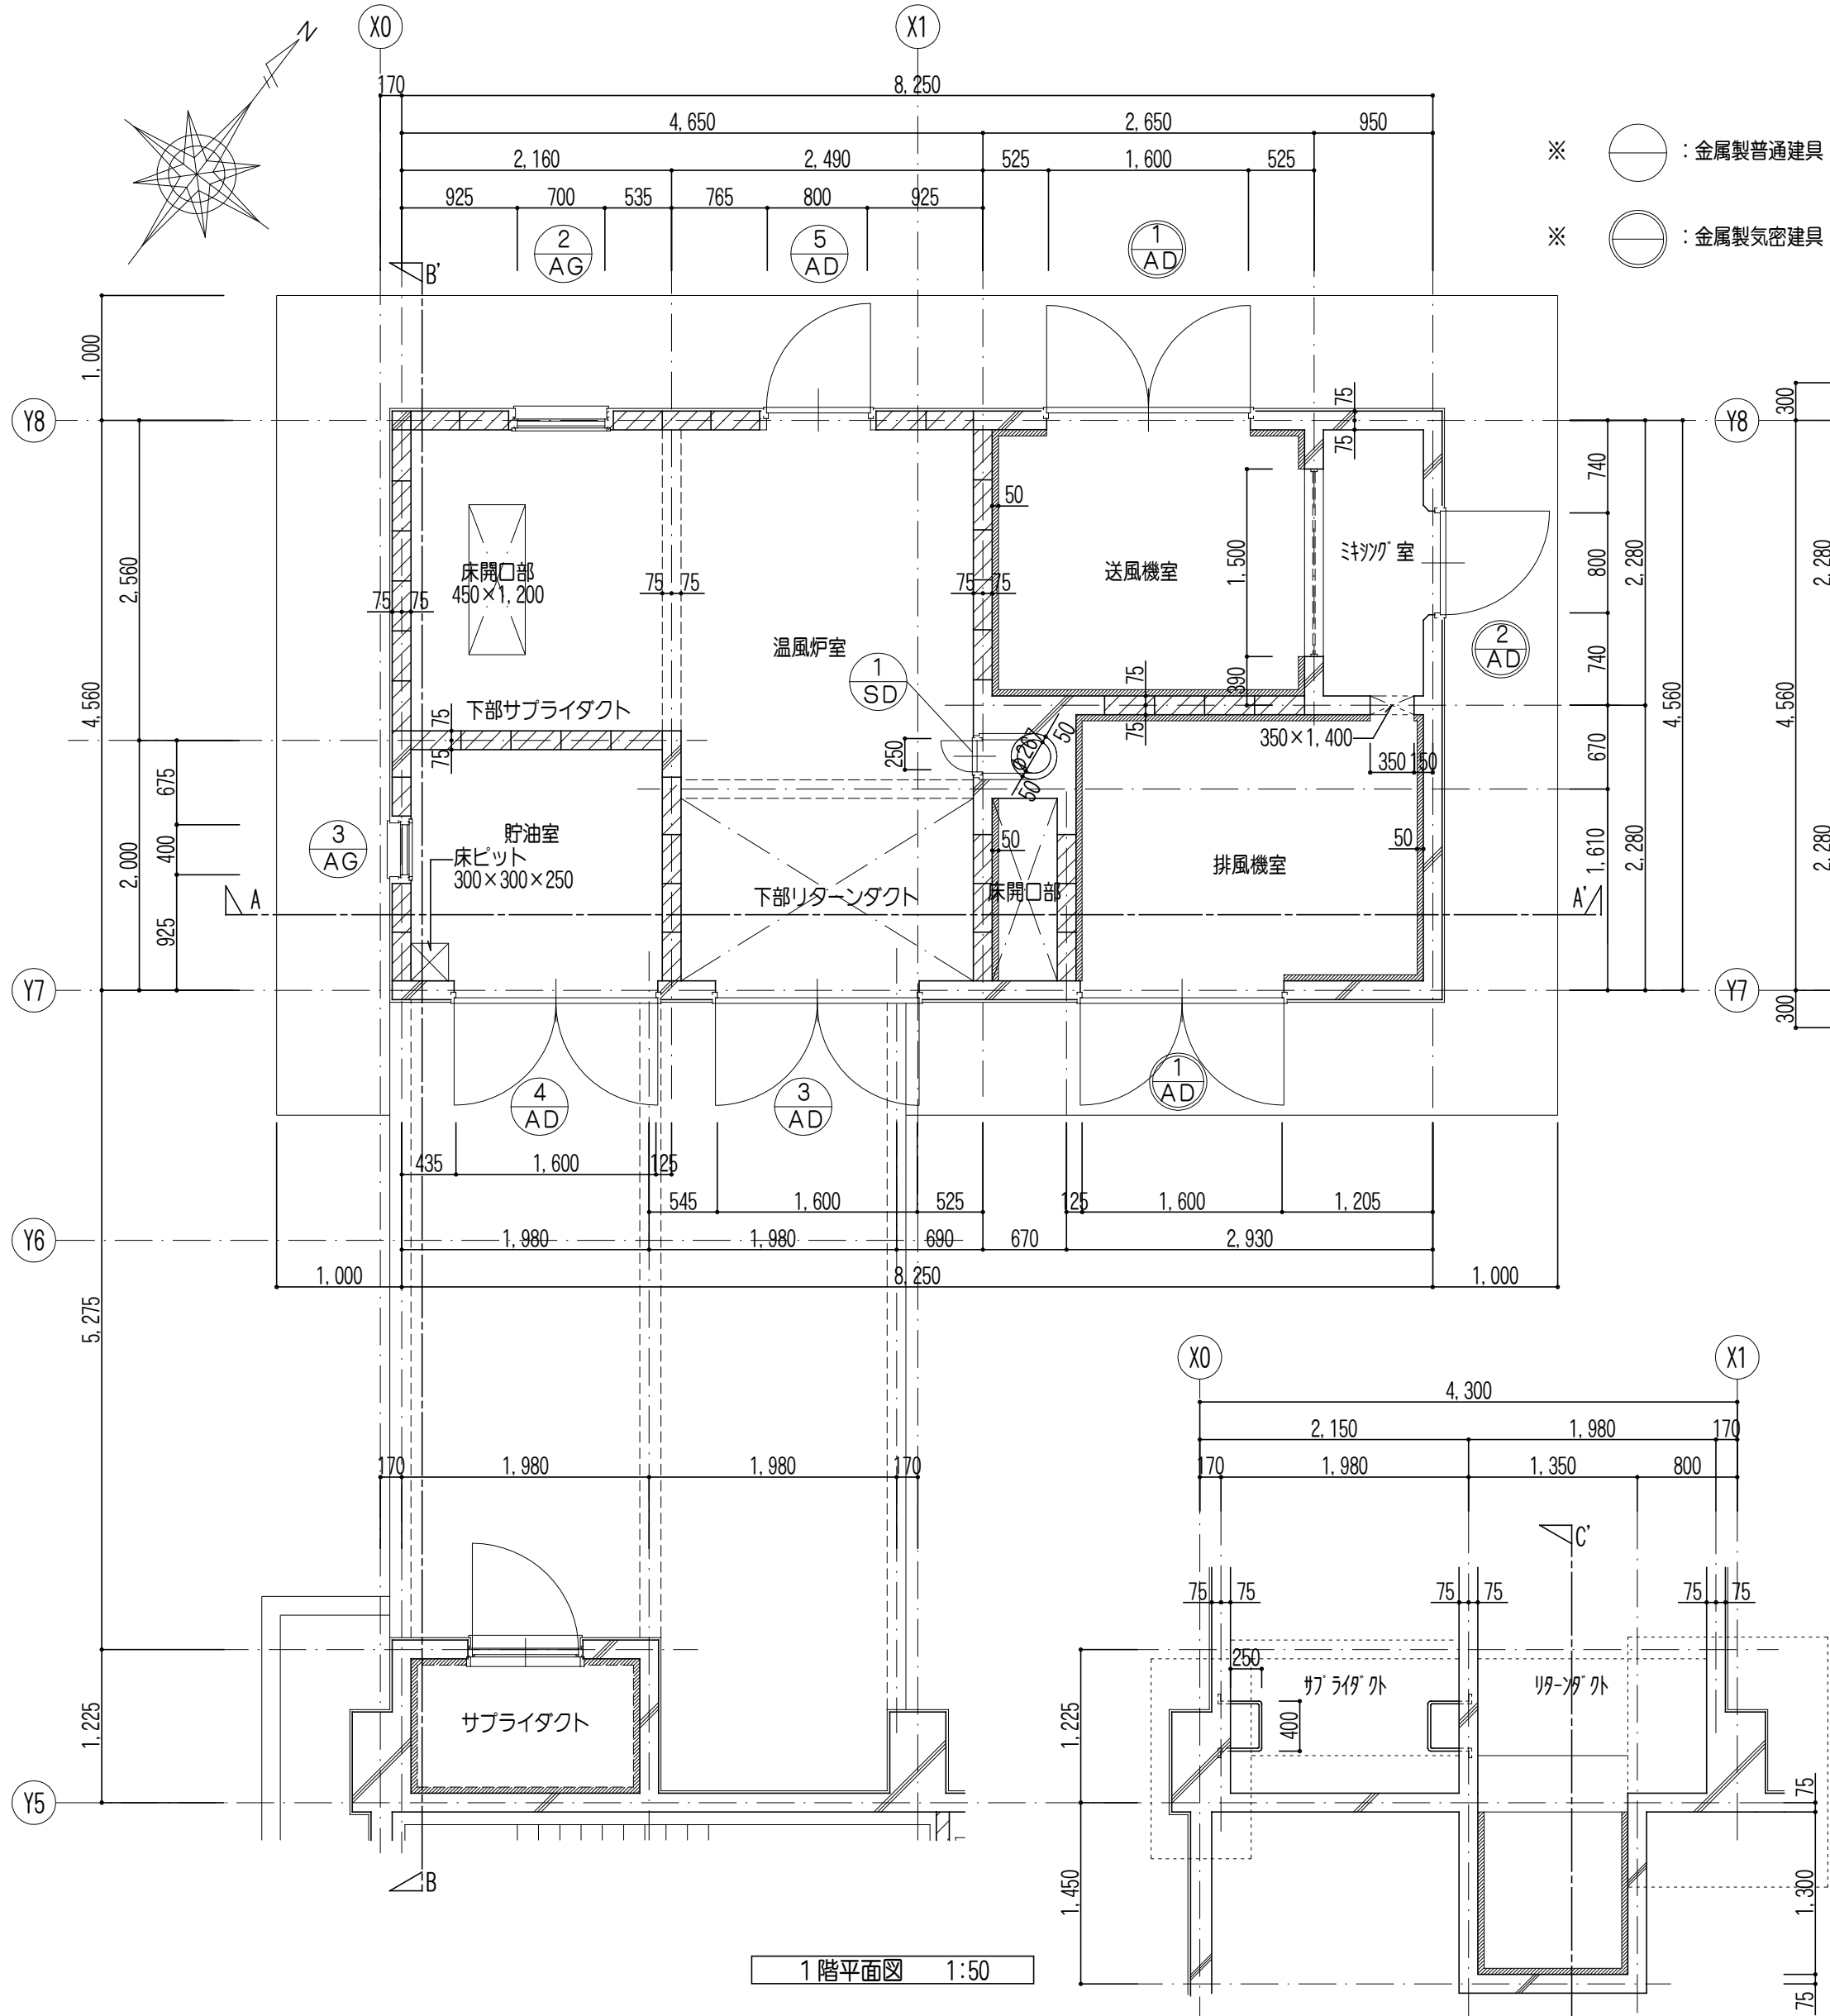 X0
X1
N
170
8,250
4,650
2,650
950
2,160
2,490
525
1,600
525
925
700
535
765
800
925
2
AG
5
AD
1
AD
※
：金属製普通建具
※
：金属製気密建具
B'
1,000
Y8
Y8
300
75
75
740
50
床開口部
450×1,200
75
75
75
75
75
75
送風機室
1,500
ミキシング室
800
2,280
2,280
2,560
温風炉室
1
SD
2
AD
下部サプライダクト
75
75
75
75
390
740
4,560
4,560
4,560
250
φ267
50
50
350×1,400
350
150
670
675
貯油室
3
AG
400
床ピット
300×300×250
2,000
50
50
排風機室
1,610
2,280
2,280
下部リターンダクト
床開口部
A
A'
925
Y7
Y7
300
4
AD
3
AD
1
AD
435
1,600
125
545
1,600
525
125
1,600
1,205
Y6
1,980
1,980
690
670
2,930
1,000
8,250
1,000
5,275
X0
X1
4,300
2,150
1,980
170
170
1,980
1,980
170
170
1,980
1,350
800
C'
75
75
75
75
75
75
250
サプライダクト
リターンダクト
サプライダクト
1,225
1,225
400
Y5
75
B
1,450
1,300
1階平面図 1:50
75